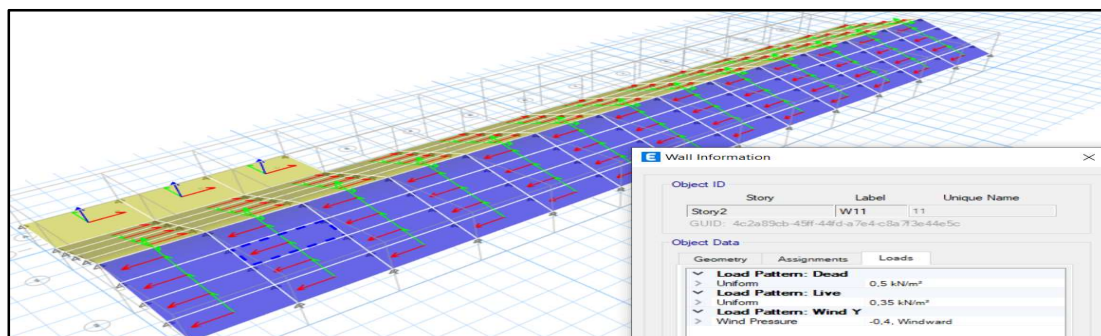 E Wall Information
Object ID
Story Label Unique Name
Story2 W11 11
GUID: 4c2a89cb-45ff-44fd-a7e4-c8a7f3e44e5c
Object Data
Geometry Assignments Loads
Load Pattern: Dead
Uniform 0,5 kN/m²
Load Pattern: Live
Uniform 0,35 kN/m²
Load Pattern: Wind Y
Wind Pressure -0,4, Windward